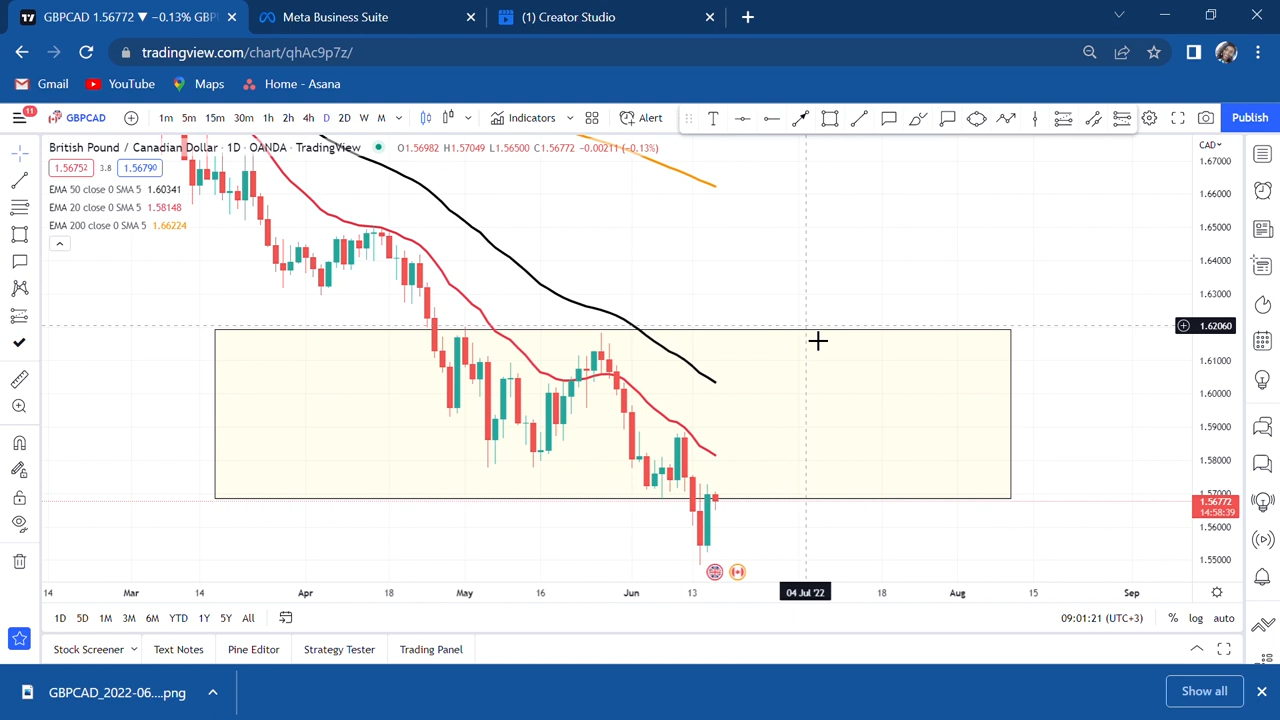 GBPCAD 1.56772 ▼ −0.13% GBP
Meta Business Suite
(1) Creator Studio
tradingview.com/chart/qhAc9p7z/
Gmail
YouTube
Maps
Home - Asana
11
GBPCAD
1m 5m 15m 30m 1h 2h 4h D 2D W M
Indicators
Alert
Publish
British Pound / Canadian Dollar · 1D · OANDA · TradingView
O1.56982 H1.57049 L1.56500 C1.56772 −0.00211 (−0.13%)
CAD
1.56752 3.8 1.56790
EMA 50 close 0 SMA 5 1.60341
EMA 20 close 0 SMA 5 1.58148
EMA 200 close 0 SMA 5 1.66224
1.67000
1.66000
1.65000
1.64000
1.63000
1.62060
1.61000
1.60000
1.59000
1.58000
1.57000
1.56772
14:58:39
1.56000
1.55000
14 Mar 14 Apr 18 May 16 Jun 13 04 Jul '22 18 Aug 15 Sep
1D 5D 1M 3M 6M YTD 1Y 5Y All
09:01:21 (UTC+3)
% log auto
Stock Screener
Text Notes
Pine Editor
Strategy Tester
Trading Panel
GBPCAD_2022-06....png
Show all